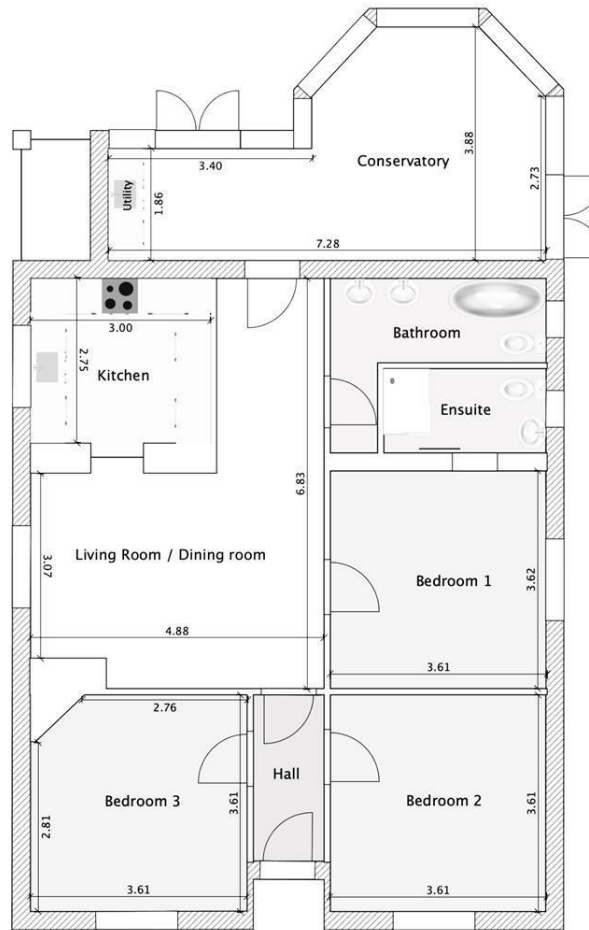 3.88
3.40
Conservatory
2.73
Utility
1.86
7.28
3.00
2.75
Kitchen
Bathroom
Ensuite
6.83
3.07
Living Room / Dining room
4.88
Bedroom 1
3.62
3.61
2.76
Hall
Bedroom 3
3.61
2.81
3.61
Bedroom 2
3.61
3.61